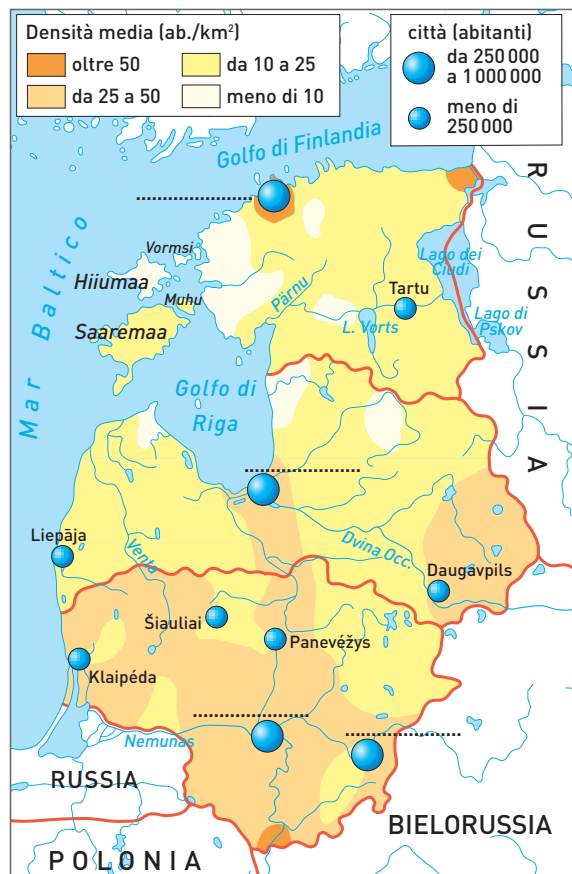 Densità media (ab./km²)
oltre 50
da 10 a 25
da 25 a 50
meno di 10
città (abitanti)
da 250 000
a 1 000 000
meno di
250 000
Golfo di Finlandia
RUSSIA
Mar Baltico
Vormsi
Hiiumaa
Muhu
Saaremaa
Pärnu
Tartu
L. Vorts
Lago dei
Ciudi
Lago di
Pskov
Golfo di
Riga
Liepāja
Venta
Dvina Occ.
Daugavpils
Šiauliai
Panevéžys
Klaipéda
Nemunas
RUSSIA
BIELORUSSIA
POLONIA